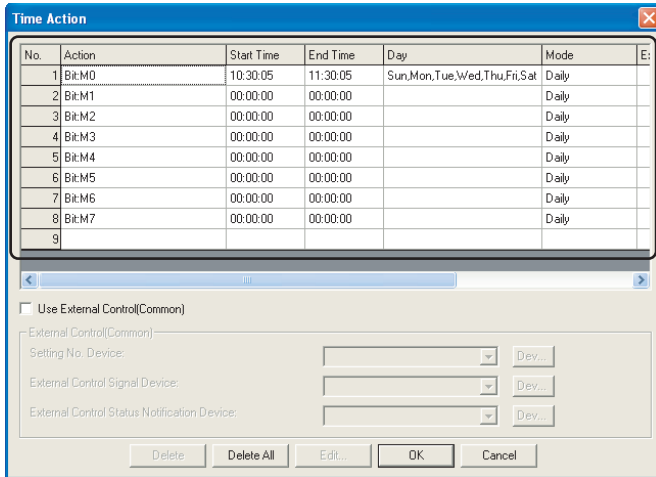 Time Action
No. Action Start Time End Time Day Mode E:
1 Bit:M0 10:30:05 11:30:05 Sun,Mon,Tue,Wed,Thu,Fri,Sat Daily
2 Bit:M1 00:00:00 00:00:00 Daily
3 Bit:M2 00:00:00 00:00:00 Daily
4 Bit:M3 00:00:00 00:00:00 Daily
5 Bit:M4 00:00:00 00:00:00 Daily
6 Bit:M5 00:00:00 00:00:00 Daily
7 Bit:M6 00:00:00 00:00:00 Daily
8 Bit:M7 00:00:00 00:00:00 Daily
9
Use External Control(Common)
External Control(Common)
Setting No. Device: Dev...
External Control Signal Device: Dev...
External Control Status Notification Device: Dev...
Delete Delete All Edit... OK Cancel